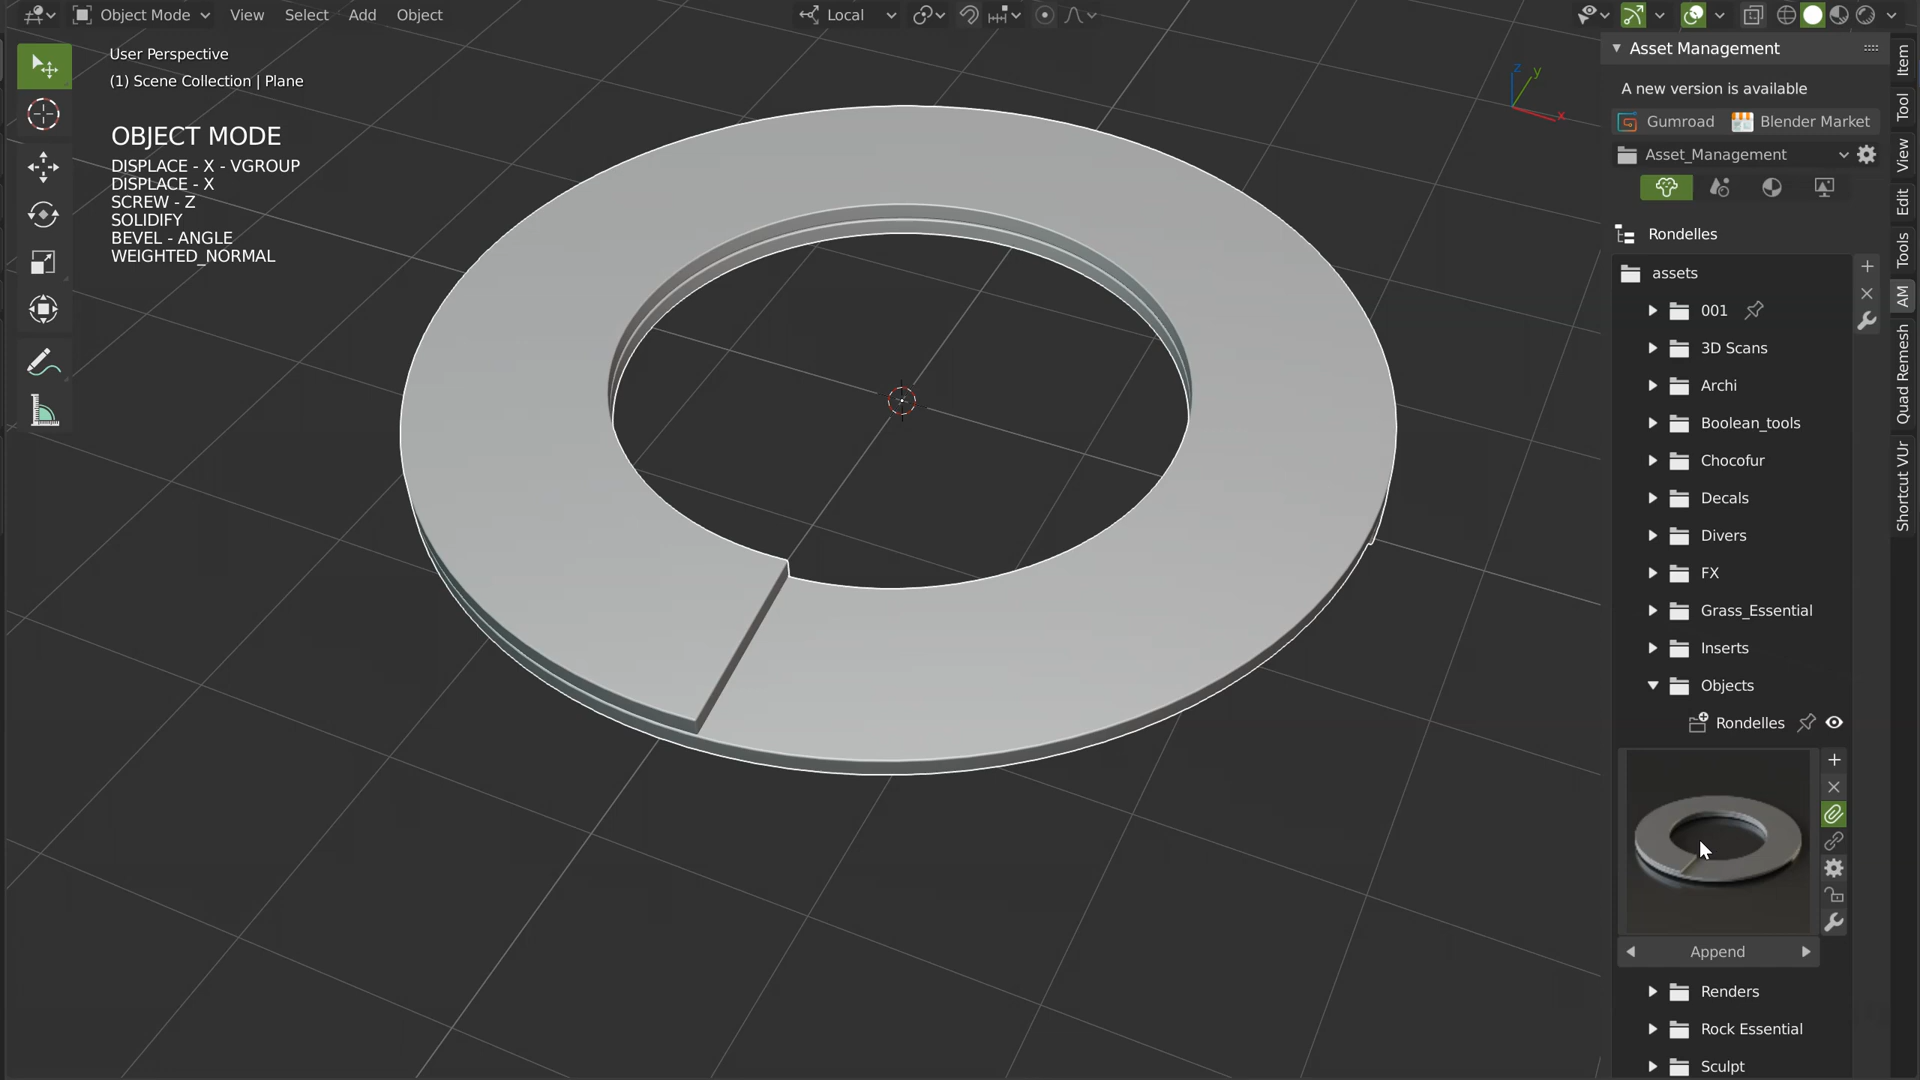 Object Mode View Select Add Object Local
User Perspective
(1) Scene Collection | Plane
OBJECT MODE
DISPLACE - X - VGROUP
DISPLACE - X
SCREW - Z
SOLIDIFY
BEVEL - ANGLE
WEIGHTED_NORMAL
z
y
x
Asset Management
A new version is available
Gumroad Blender Market
Asset_Management
Rondelles
assets
001
3D Scans
Archi
Boolean_tools
Chocofur
Decals
Divers
FX
Grass_Essential
Inserts
Objects
Rondelles
Append
Renders
Rock Essential
Sculpt
Item
Tool
View
Edit
Tools
AM
Quad Remesh
Shortcut VUr